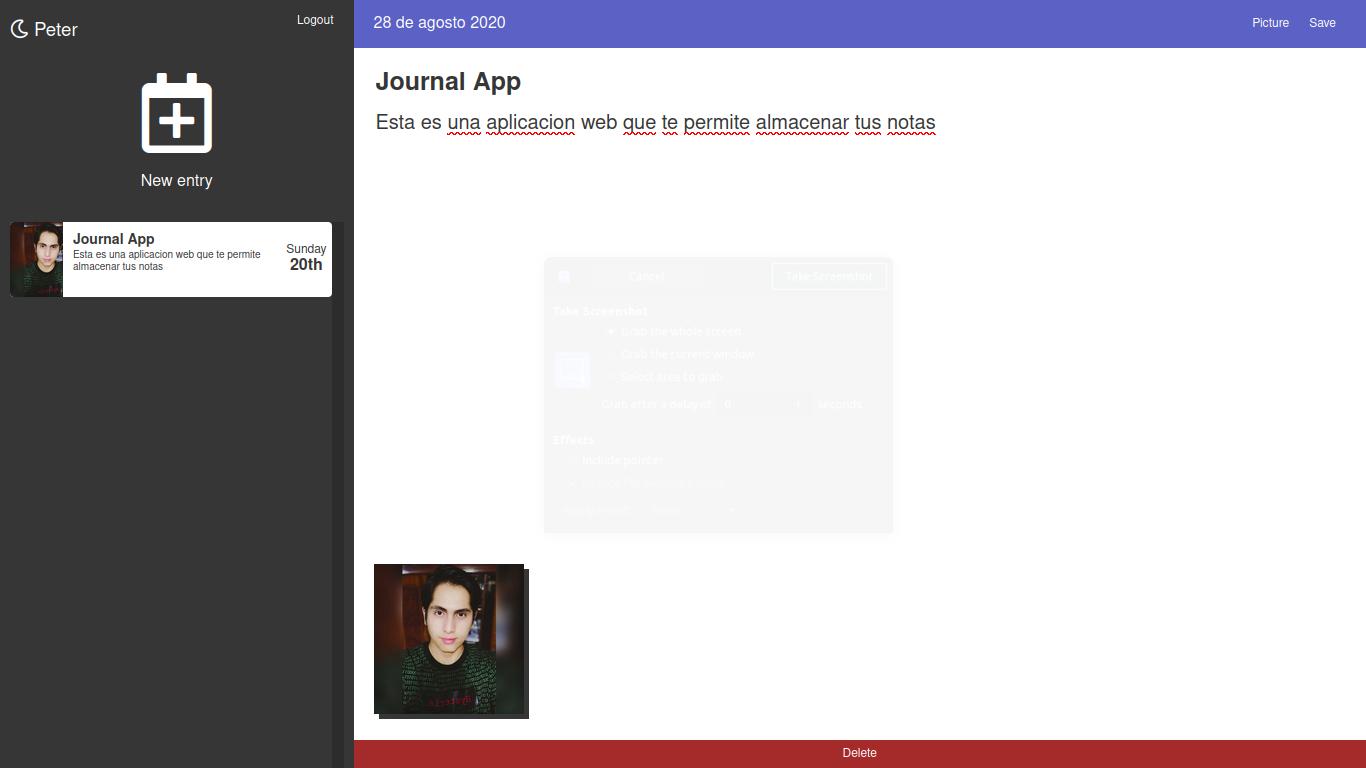 Peter
Logout
New entry
Journal App
Esta es una aplicacion web que te permite
almacenar tus notas
Sunday
20th
28 de agosto 2020
Picture
Save
Journal App
Esta es una aplicacion web que te permite almacenar tus notas
Cancel
Take Screenshot
Take Screenshot
Grab the whole screen
Grab the current window
Select area to grab
Grab after a delay of 0 + seconds
Effects
Include pointer
Delete